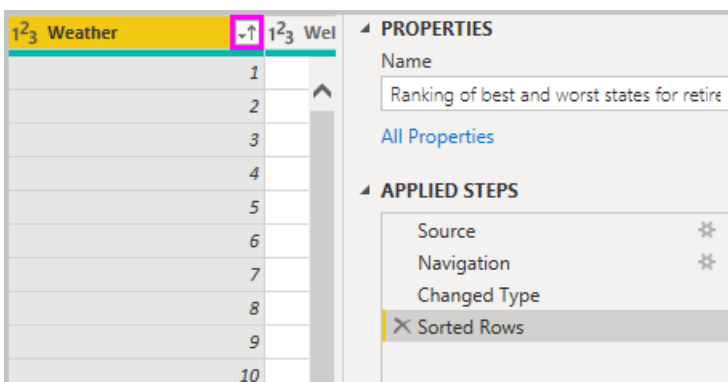 1²3 Weather
1²3 Wel
1
2
3
4
5
6
7
8
9
10
PROPERTIES
Name
Ranking of best and worst states for retire
All Properties
APPLIED STEPS
Source
Navigation
Changed Type
Sorted Rows